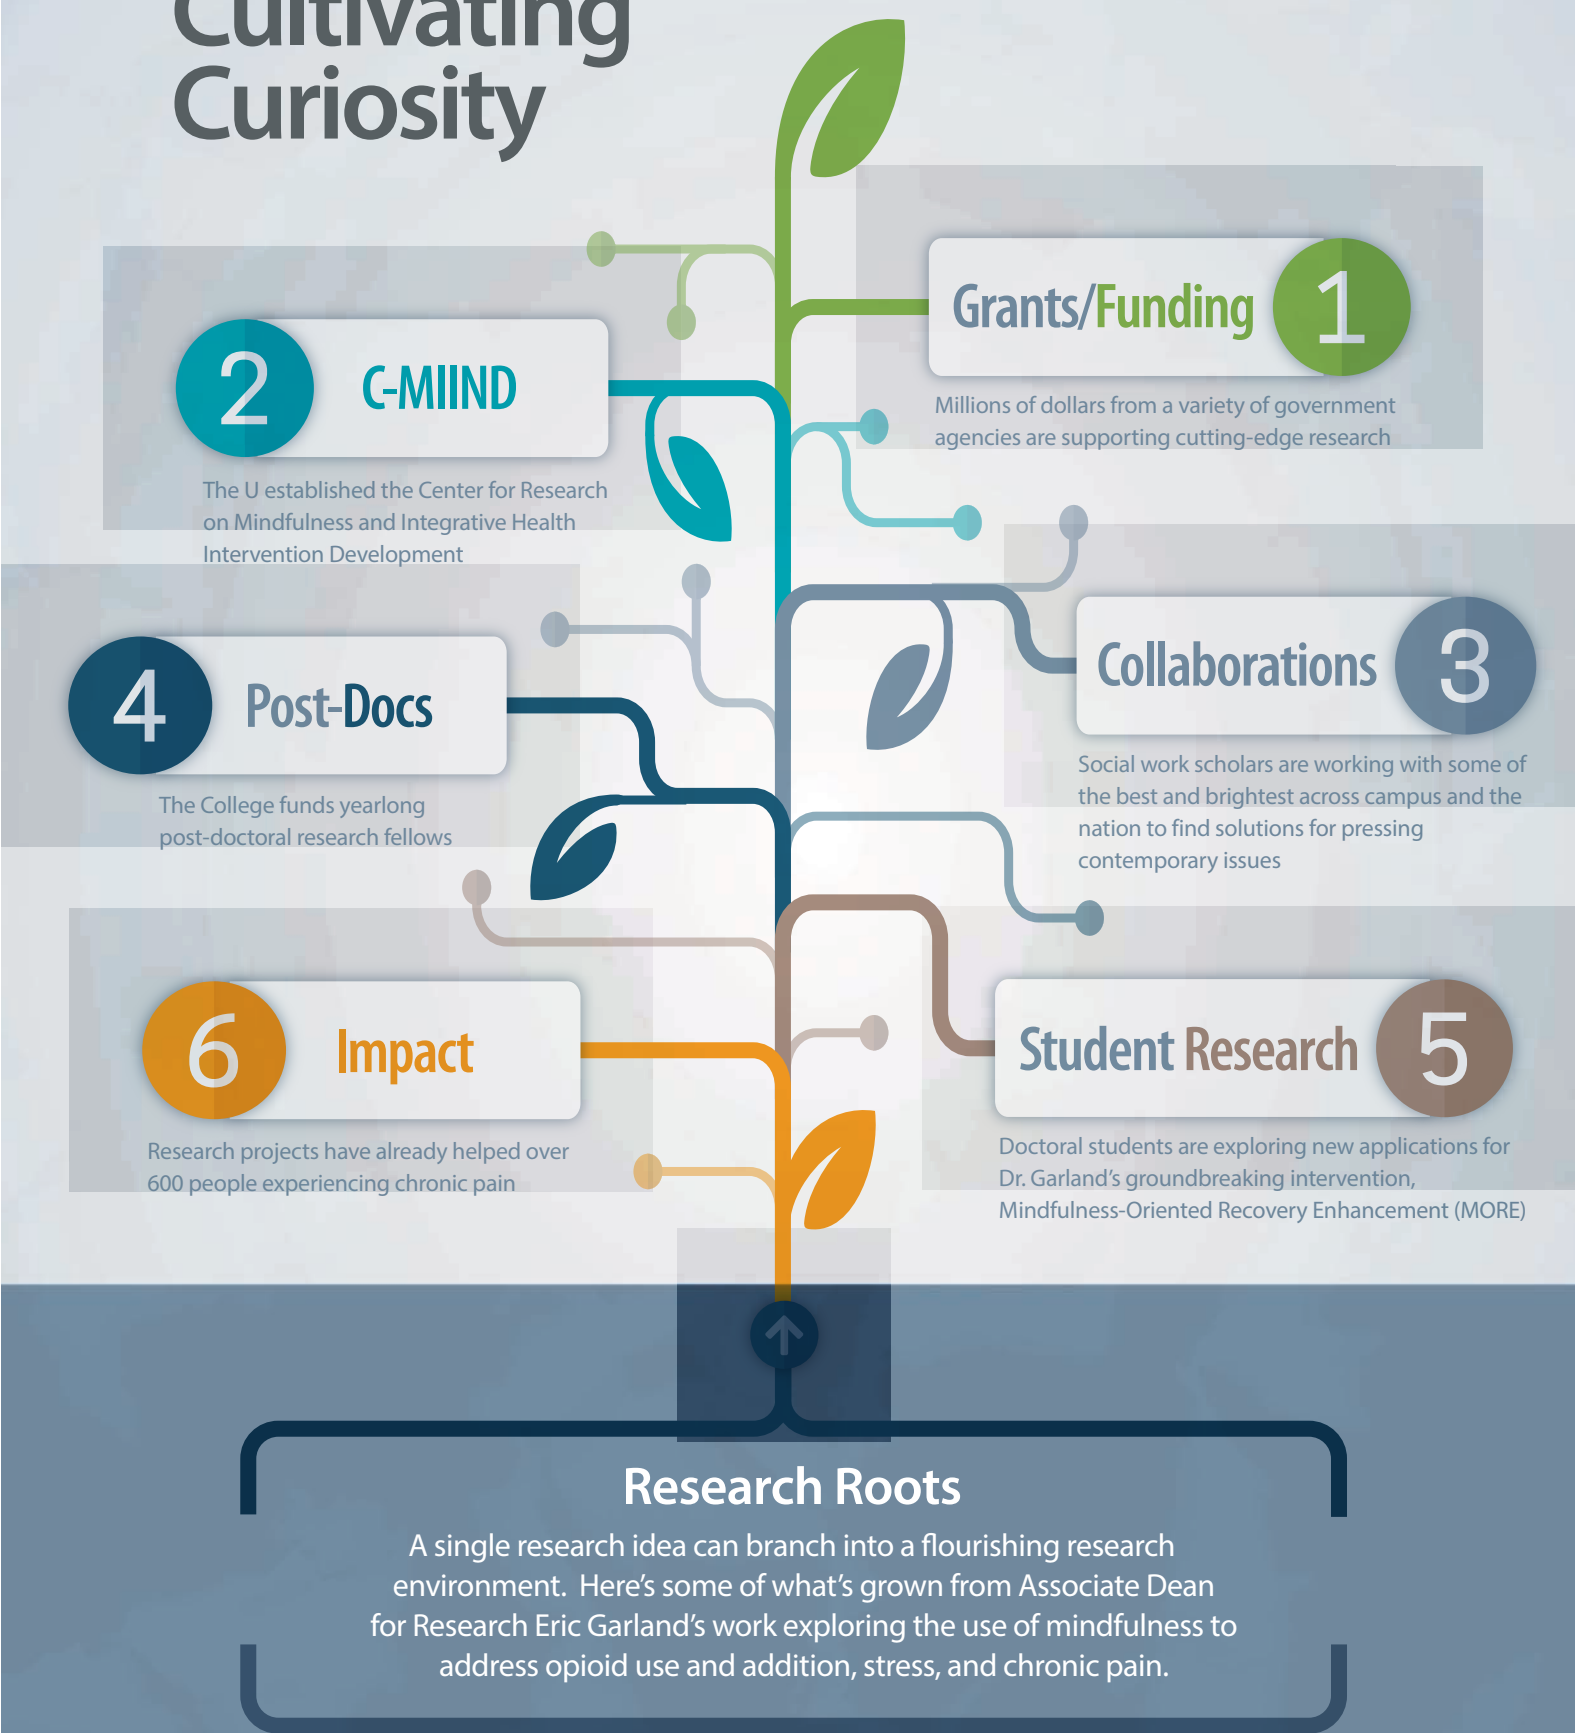 Cultivating
Curiosity
1
Grants/Funding
Millions of dollars from a variety of government
agencies are supporting cutting-edge research
2
C-MIIND
The U established the Center for Research
on Mindfulness and Integrative Health
Intervention Development
3
Collaborations
Social work scholars are working with some of
the best and brightest across campus and the
nation to find solutions for pressing
contemporary issues
4
Post-Docs
The College funds yearlong
post-doctoral research fellows
5
Student Research
Doctoral students are exploring new applications for
Dr. Garland’s groundbreaking intervention,
Mindfulness-Oriented Recovery Enhancement (MORE)
6
Impact
Research projects have already helped over
600 people experiencing chronic pain
Research Roots
A single research idea can branch into a flourishing research
environment.  Here’s some of what’s grown from Associate Dean
for Research Eric Garland’s work exploring the use of mindfulness to
address opioid use and addition, stress, and chronic pain.